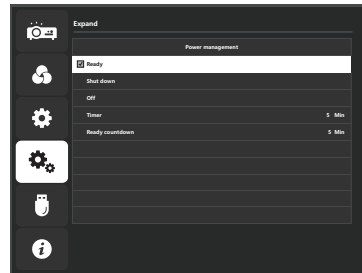 Expand
Power management
Ready
Shut down
Off
Timer 5 Min
Ready countdown 5 Min